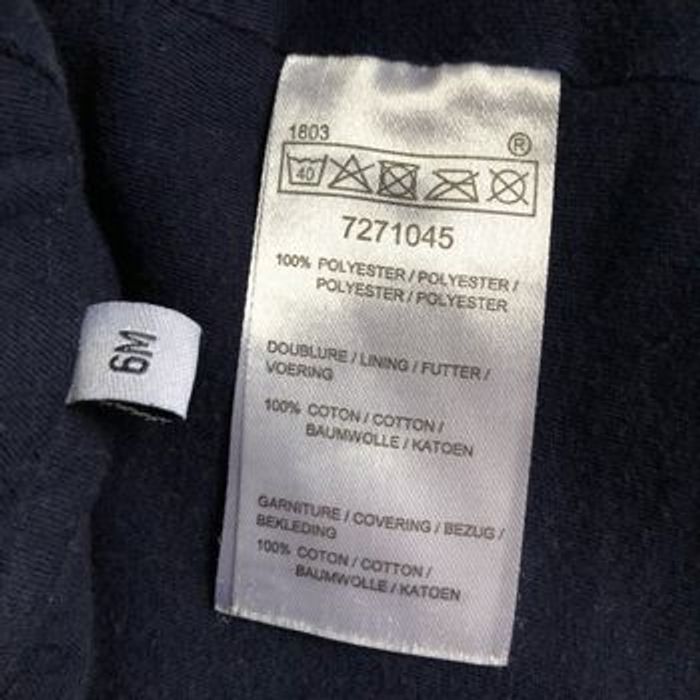 1803
®
40
7271045
100% POLYESTER / POLYESTER /
POLYESTER / POLYESTER
DOUBLURE / LINING / FUTTER /
VOERING
100% COTON / COTTON /
BAUMWOLLE / KATOEN
GARNITURE / COVERING / BEZUG /
BEKLEDING
100% COTON / COTTON /
BAUMWOLLE / KATOEN
6M